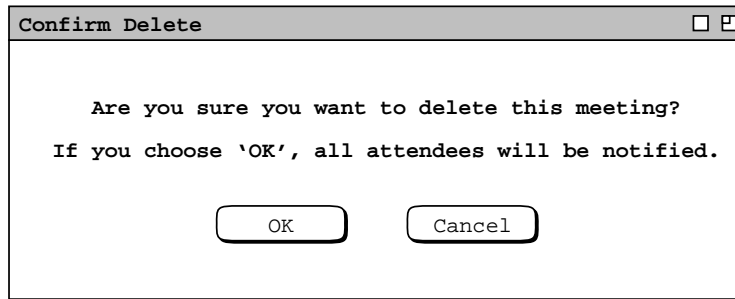 Confirm Delete
Are you sure you want to delete this meeting?
If you choose ‘OK’, all attendees will be notified.
OK Cancel